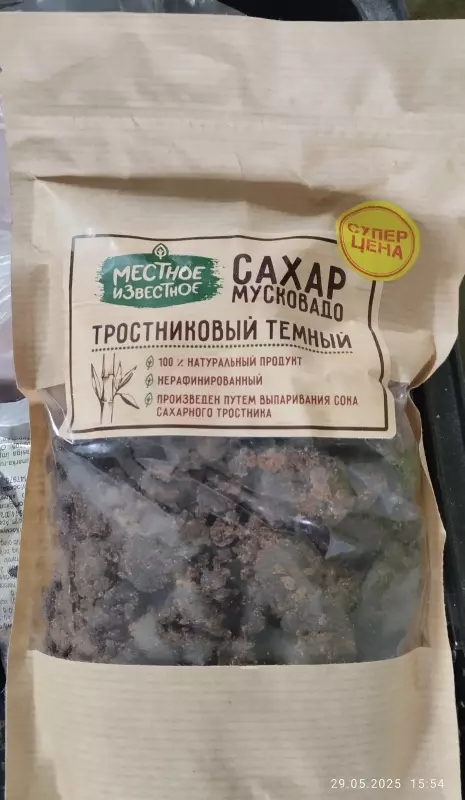 СУПЕР
ЦЕНА
МЕСТНОЕ
ИЗВЕСТНОЕ
САХАР
МУСКОВАДО
ТРОСТНИКОВЫЙ ТЕМНЫЙ
100 % НАТУРАЛЬНЫЙ ПРОДУКТ
НЕРАФИНИРОВАННЫЙ
ПРОИЗВЕДЕН ПУТЕМ ВЫПАРИВАНИЯ СОКА
САХАРНОГО ТРОСТНИКА
29.05.2025 15:54